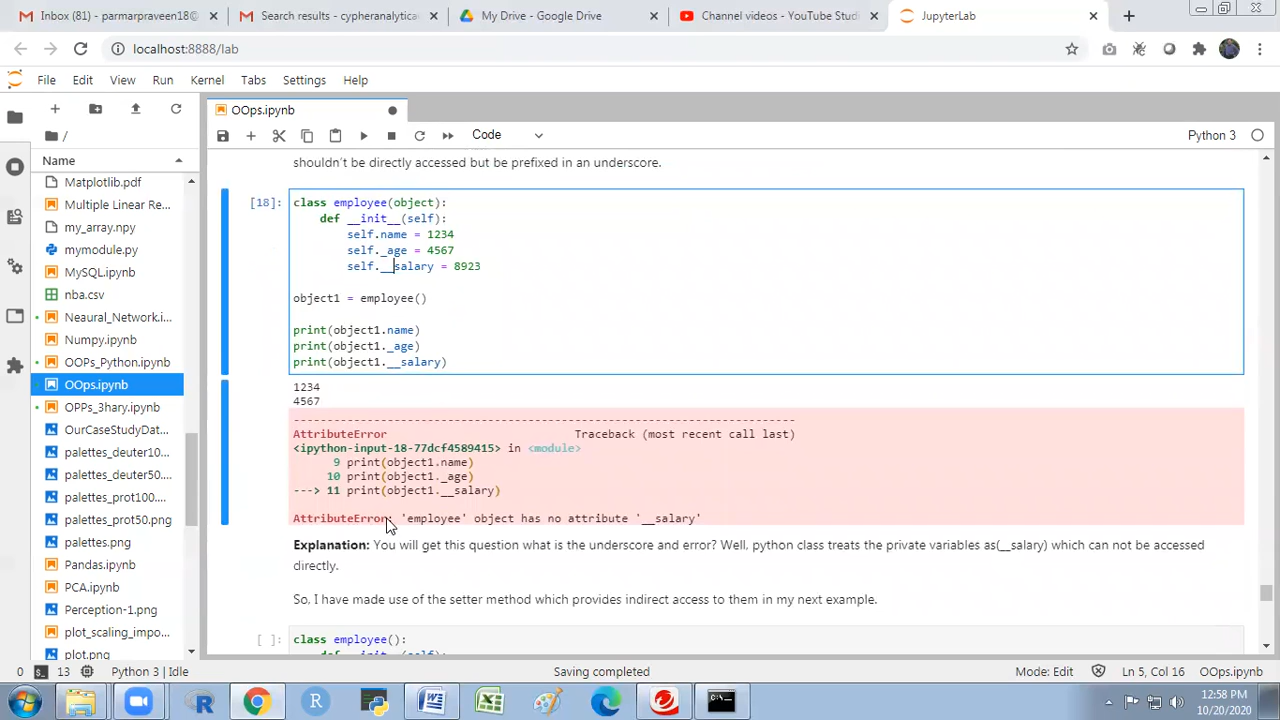 Inbox (81) - parmarpraveen18@
Search results - cypheranalytica
My Drive - Google Drive
Channel videos - YouTube Studi
JupyterLab
localhost:8888/lab
File Edit View Run Kernel Tabs Settings Help
OOps.ipynb
/
Code
Python 3
Name
Matplotlib.pdf
Multiple Linear Re...
my_array.npy
mymodule.py
MySQL.ipynb
nba.csv
Neaural_Network.i...
Numpy.ipynb
OOPs_Python.ipynb
OOps.ipynb
OPPs_3hary.ipynb
OurCaseStudyDat...
palettes_deuter10...
palettes_deuter50...
palettes_prot100....
palettes_prot50.png
palettes.png
Pandas.ipynb
PCA.ipynb
Perception-1.png
plot_scaling_impo...
plot.png
shouldn't be directly accessed but be prefixed in an underscore.
[18]:
class employee(object):
def __init__(self):
self.name = 1234
self._age = 4567
self.__salary = 8923
object1 = employee()
print(object1.name)
print(object1._age)
print(object1.__salary)
1234
4567
---------------------------------------------------------------------------
AttributeError Traceback (most recent call last)
<ipython-input-18-77dcf4589415> in <module>
9 print(object1.name)
10 print(object1._age)
---> 11 print(object1.__salary)
AttributeError: 'employee' object has no attribute '__salary'
Explanation: You will get this question what is the underscore and error? Well, python class treats the private variables as(__salary) which can not be accessed
directly.
So, I have made use of the setter method which provides indirect access to them in my next example.
[ ]:
class employee():
def __init__(self):
0 13 Python 3 | Idle
Saving completed
Mode: Edit
Ln 5, Col 16
OOps.ipynb
12:58 PM
10/20/2020